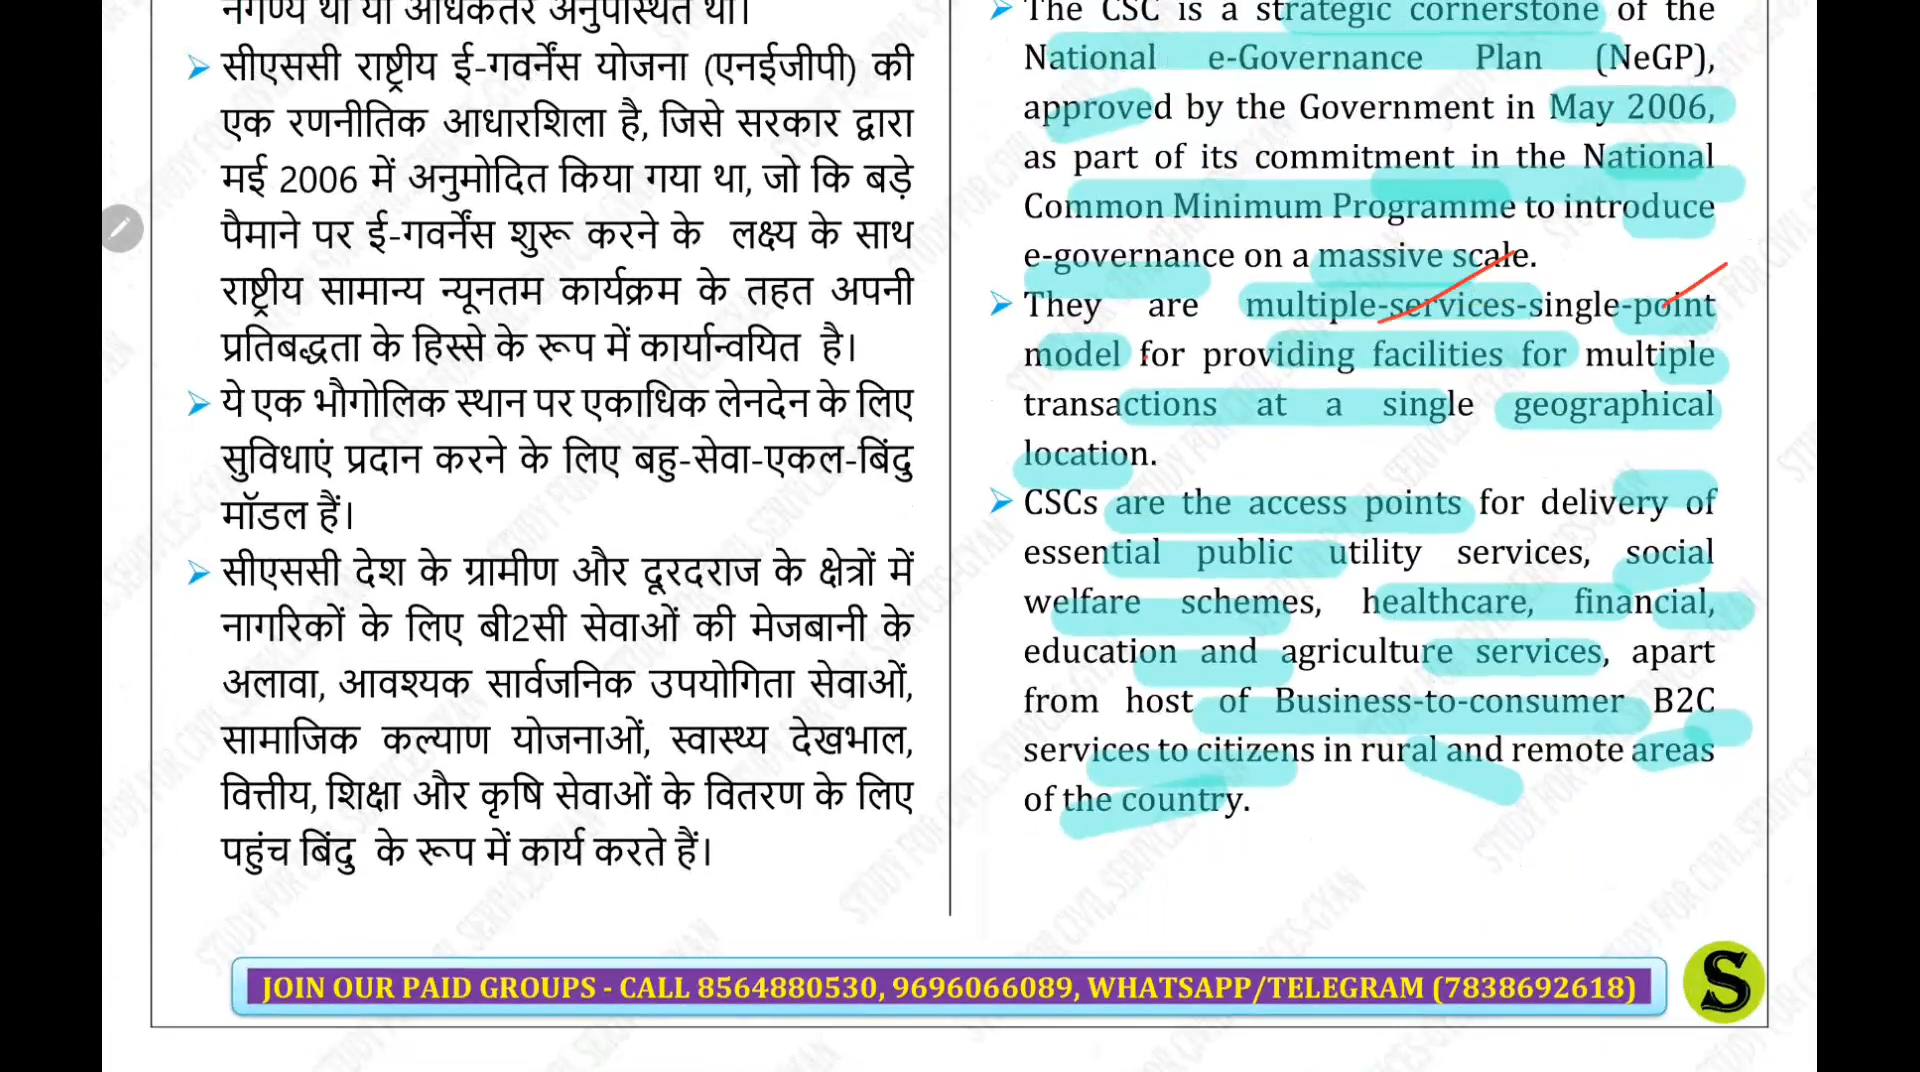 नगण्य था या अधिकतर अनुपस्थित था।
सीएससी राष्ट्रीय ई-गवर्नेंस योजना (एनईजीपी) की
एक रणनीतिक आधारशिला है, जिसे सरकार द्वारा
मई 2006 में अनुमोदित किया गया था, जो कि बड़े
पैमाने पर ई-गवर्नेंस शुरू करने के लक्ष्य के साथ
राष्ट्रीय सामान्य न्यूनतम कार्यक्रम के तहत अपनी
प्रतिबद्धता के हिस्से के रूप में कार्यान्वयित है।
ये एक भौगोलिक स्थान पर एकाधिक लेनदेन के लिए
सुविधाएं प्रदान करने के लिए बहु-सेवा-एकल-बिंदु
मॉडल हैं।
सीएससी देश के ग्रामीण और दूरदराज के क्षेत्रों में
नागरिकों के लिए बी2सी सेवाओं की मेजबानी के
अलावा, आवश्यक सार्वजनिक उपयोगिता सेवाओं,
सामाजिक कल्याण योजनाओं, स्वास्थ्य देखभाल,
वित्तीय, शिक्षा और कृषि सेवाओं के वितरण के लिए
पहुंच बिंदु के रूप में कार्य करते हैं।
The CSC is a strategic cornerstone of the
National e-Governance Plan (NeGP),
approved by the Government in May 2006,
as part of its commitment in the National
Common Minimum Programme to introduce
e-governance on a massive scale.
They are multiple-services-single-point
model for providing facilities for multiple
transactions at a single geographical
location.
CSCs are the access points for delivery of
essential public utility services, social
welfare schemes, healthcare, financial,
education and agriculture services, apart
from host of Business-to-consumer B2C
services to citizens in rural and remote areas
of the country.
JOIN OUR PAID GROUPS - CALL 8564880530, 9696066089, WHATSAPP/TELEGRAM (7838692618)
S